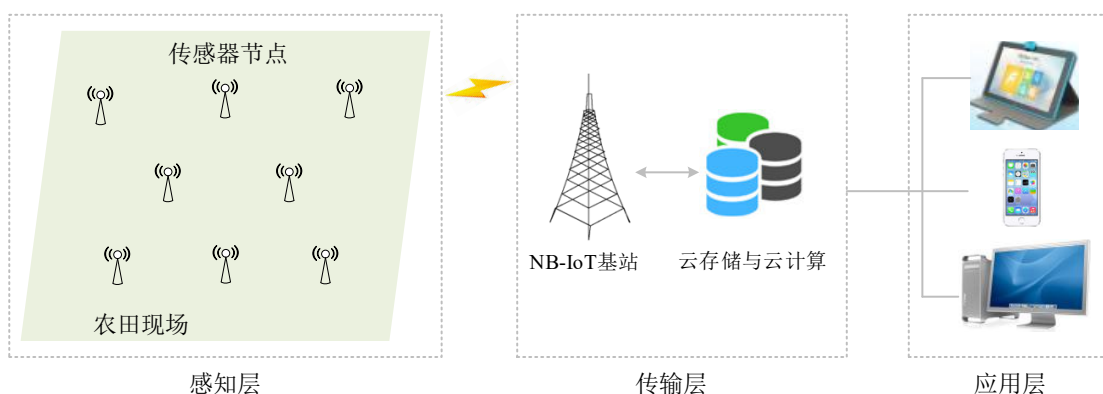 传感器节点
农田现场
NB-IoT基站
云存储与云计算
感知层
传输层
应用层